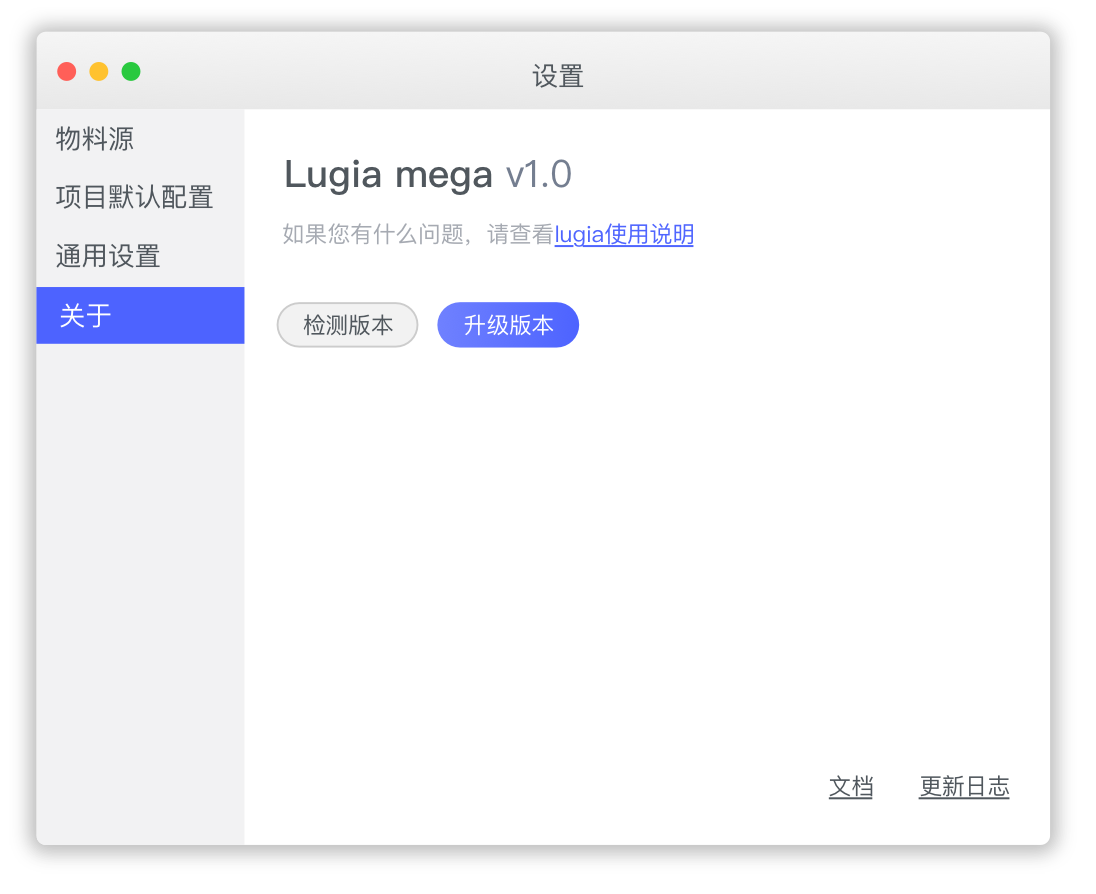 设置
物料源
项目默认配置
通用设置
关于
Lugia mega v1.0
如果您有什么问题，请查看lugia使用说明
检测版本
升级版本
文档
更新日志